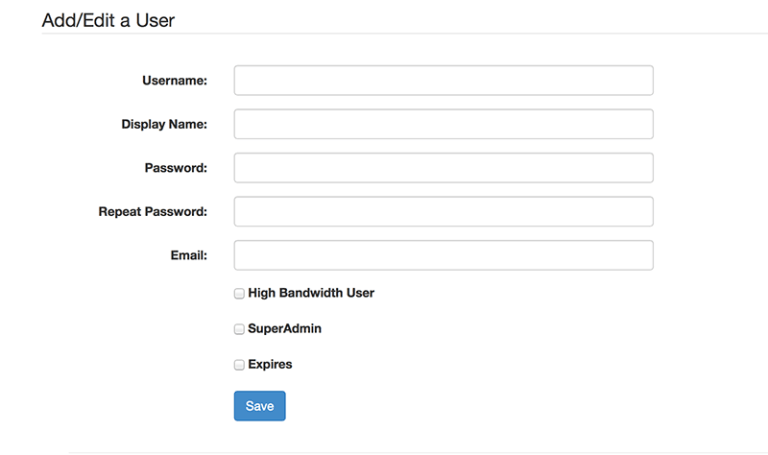 Add/Edit a User
Username:
Display Name:
Password:
Repeat Password:
Email:
High Bandwidth User
SuperAdmin
Expires
Save